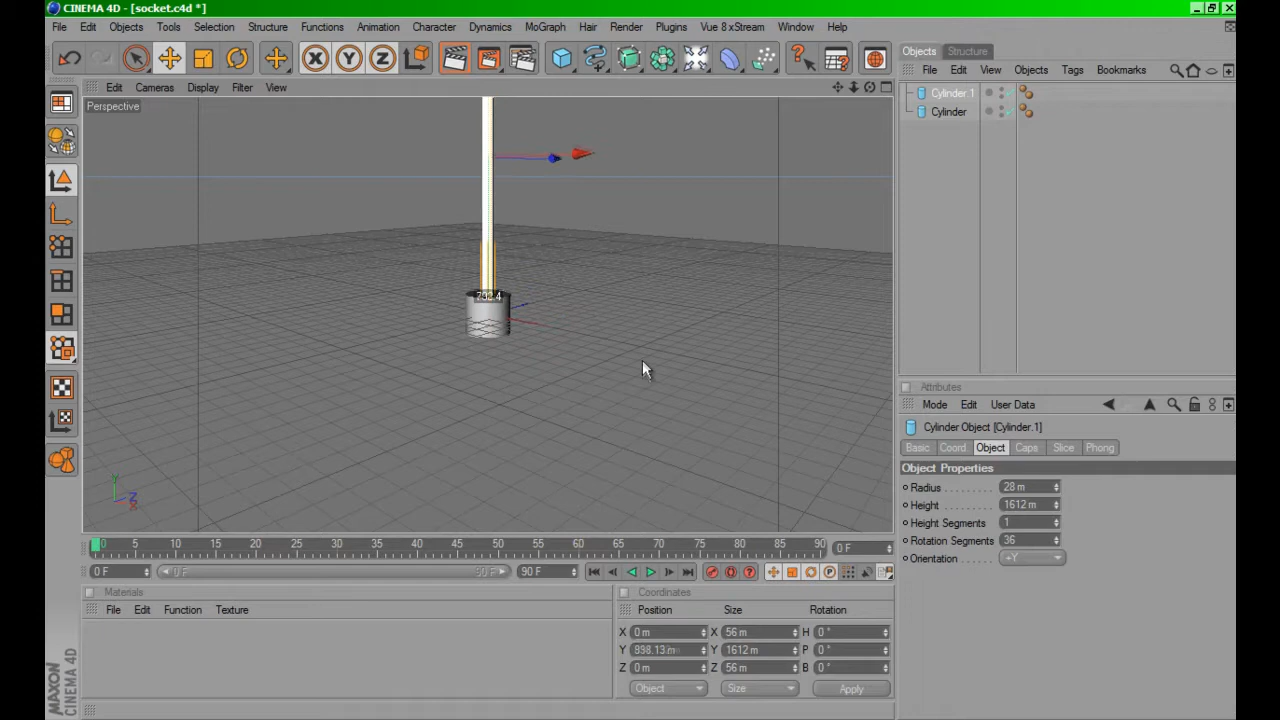 CINEMA 4D - [socket.c4d *]
File Edit Objects Tools Selection Structure Functions Animation Character Dynamics MoGraph Hair Render Plugins Vue 8 xStream Window Help
X Y Z
Objects Structure
File Edit View Objects Tags Bookmarks
Edit Cameras Display Filter View
Perspective
Cylinder.1
Cylinder
Y
Z
X
Attributes
Mode Edit User Data
Cylinder Object [Cylinder.1]
Basic Coord. Object Caps Slice Phong
Object Properties
Radius 28 m
Height 1612 m
Height Segments 1
Rotation Segments 36
Orientation +Y
0 5 10 15 20 25 30 35 40 45 50 55 60 65 70 75 80 85 90 0 F
0 F 0 F 90 F 90 F
Materials
File Edit Function Texture
Coordinates
Position Size Rotation
X 0 m X 56 m H 0 °
Y Y 1612 m P 0 °
Z 0 m Z 56 m B 0 °
Object Size Apply
MAXON
CINEMA 4D